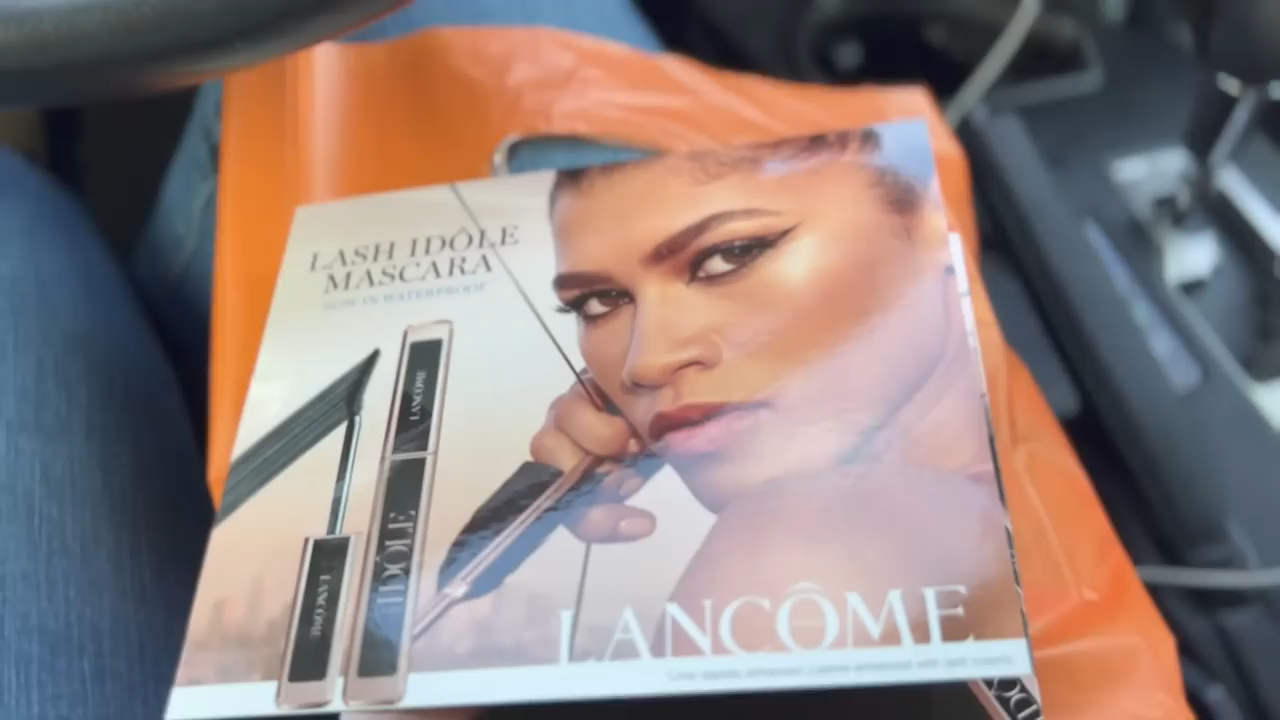 LASH IDÔLE
MASCARA
NOW IN WATERPROOF
LANCÔME
IDÔLE
LANCÔME
LANCÔME